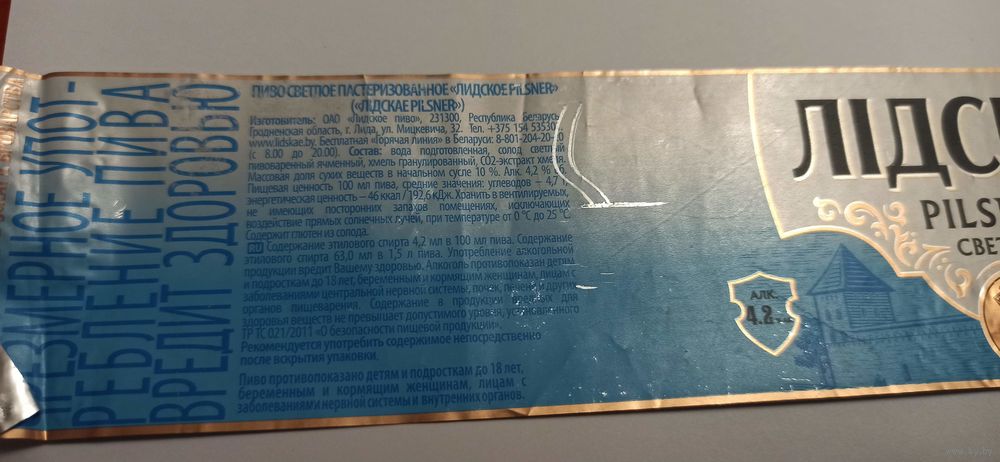 ЧРЕЗМЕРНОЕ УПОТ-
РЕБЛЕНИЕ ПИВА
ВРЕДИТ ЗДОРОВЬЮ
ПИВО СВЕТЛОЕ ПАСТЕРИЗОВАННОЕ «ЛИДСКОЕ PILSNER»
(«ЛІДСКАЕ PILSNER»)
Изготовитель: ОАО «Лидское пиво», 231300, Республика Беларусь,
Гродненская область, г. Лида, ул. Мицкевича, 32. Тел. +375 154 53530
www.lidskae.by. Бесплатная «Горячая линия» в Беларуси: 8-801-204-20-
(с 8.00 до 20.00). Состав: вода подготовленная, солод светлый
пивоваренный ячменный, хмель гранулированный, CO2-экстракт хмеля.
Массовая доля сухих веществ в начальном сусле 10 %. Алк. 4,2 % об.
Пищевая ценность 100 мл пива, средние значения: углеводов – 4,7 г,
энергетическая ценность – 46 ккал / 192,6 кДж. Хранить в вентилируемых,
не имеющих посторонних запахов помещениях, исключающих
воздействие прямых солнечных лучей, при температуре от 0 °C до 25 °C.
Содержит глютен из солода.
RU Содержание этилового спирта 4,2 мл в 100 мл пива. Содержание
этилового спирта 63,0 мл в 1,5 л пива. Употребление алкогольной
продукции вредит Вашему здоровью. Алкоголь противопоказан детям
и подросткам до 18 лет, беременным и кормящим женщинам, лицам с
заболеваниями центральной нервной системы, почек, печени и других
органов пищеварения. Содержание в продукции вредных для
здоровья веществ не превышает допустимого уровня, установленного
ТР ТС 021/2011 «О безопасности пищевой продукции».
Рекомендуется употребить содержимое непосредственно
после вскрытия упаковки.
Пиво противопоказано детям и подросткам до 18 лет,
беременным и кормящим женщинам, лицам с
заболеваниями нервной системы и внутренних органов.
АЛК.
4.2
ЛІДС
PILS
СВЕТ